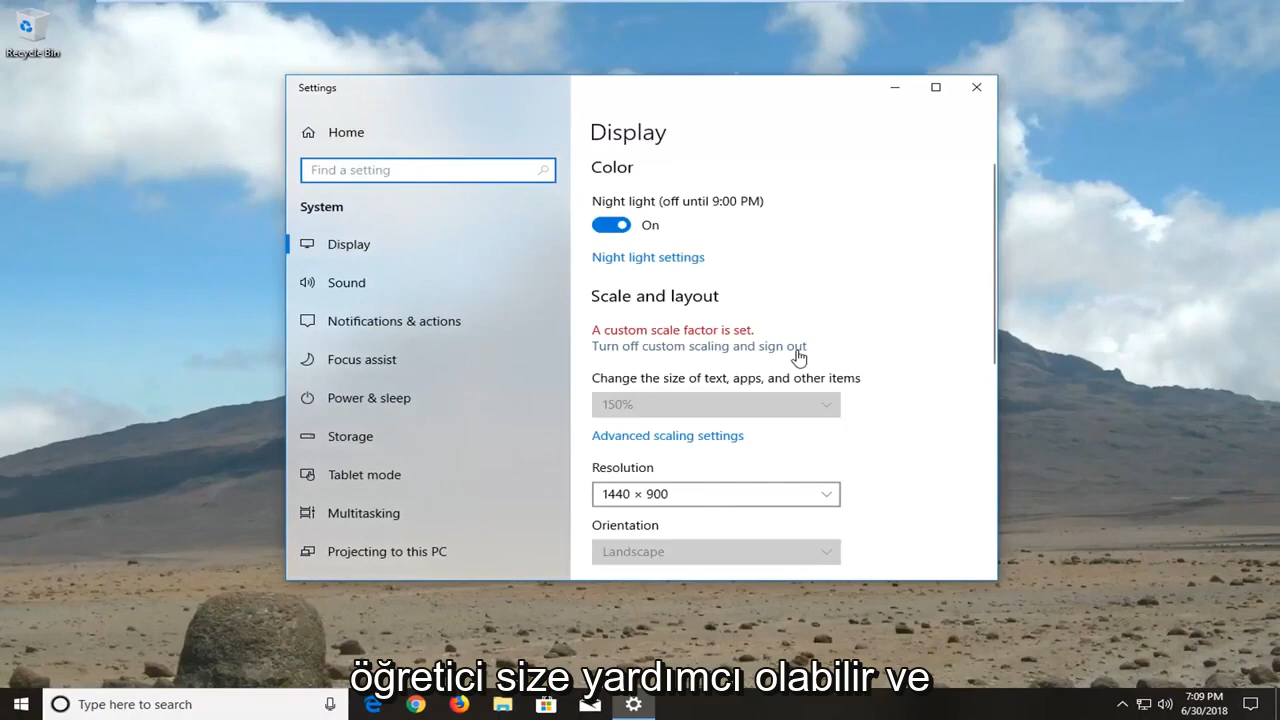 Recycle Bin
Settings
Home
Find a setting
System
Display
Sound
Notifications & actions
Focus assist
Power & sleep
Storage
Tablet mode
Multitasking
Projecting to this PC
Display
Color
Night light (off until 9:00 PM)
On
Night light settings
Scale and layout
A custom scale factor is set.
Turn off custom scaling and sign out
Change the size of text, apps, and other items
150%
Advanced scaling settings
Resolution
1440 × 900
Orientation
Landscape
öğretici size yardımcı olabilir ve
Type here to search
7:09 PM
6/30/2018